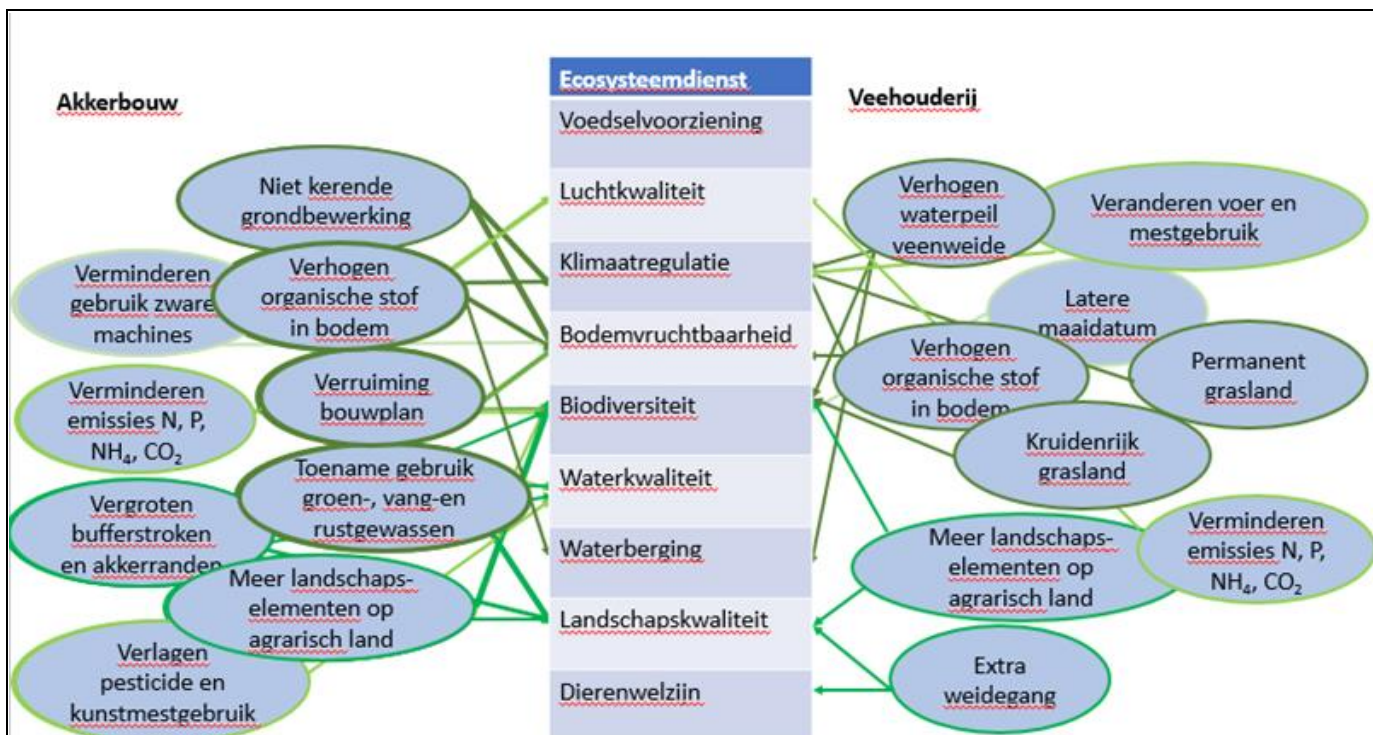 Akkerbouw
Niet kerende
grondbewerking
Verminderen
gebruik zware
machines
Verhogen
organische stof
in bodem
Verruiming
bouwplan
Verminderen
emissies N, P,
NH₄, CO₂
Toename gebruik
groen-, vang-en
rustgewassen
Vergroten
bufferstroken
en akkerranden
Meer landschaps-
elementen op
agrarisch land
Verlagen
pesticide en
kunstmestgebruik
Ecosysteemdienst
Voedselvoorziening
Luchtkwaliteit
Klimaatregulatie
Bodemvruchtbaarheid
Biodiversiteit
Waterkwaliteit
Waterberging
Landschapskwaliteit
Dierenwelzijn
Veehouderij
Verhogen
waterpeil
veenweide
Veranderen voer en
mestgebruik
Latere
maaidatum
Verhogen
organische stof
in bodem
Permanent
grasland
Kruidenrijk
grasland
Meer landschaps-
elementen op
agrarisch land
Verminderen
emissies N, P,
NH₄, CO₂
Extra
weidegang